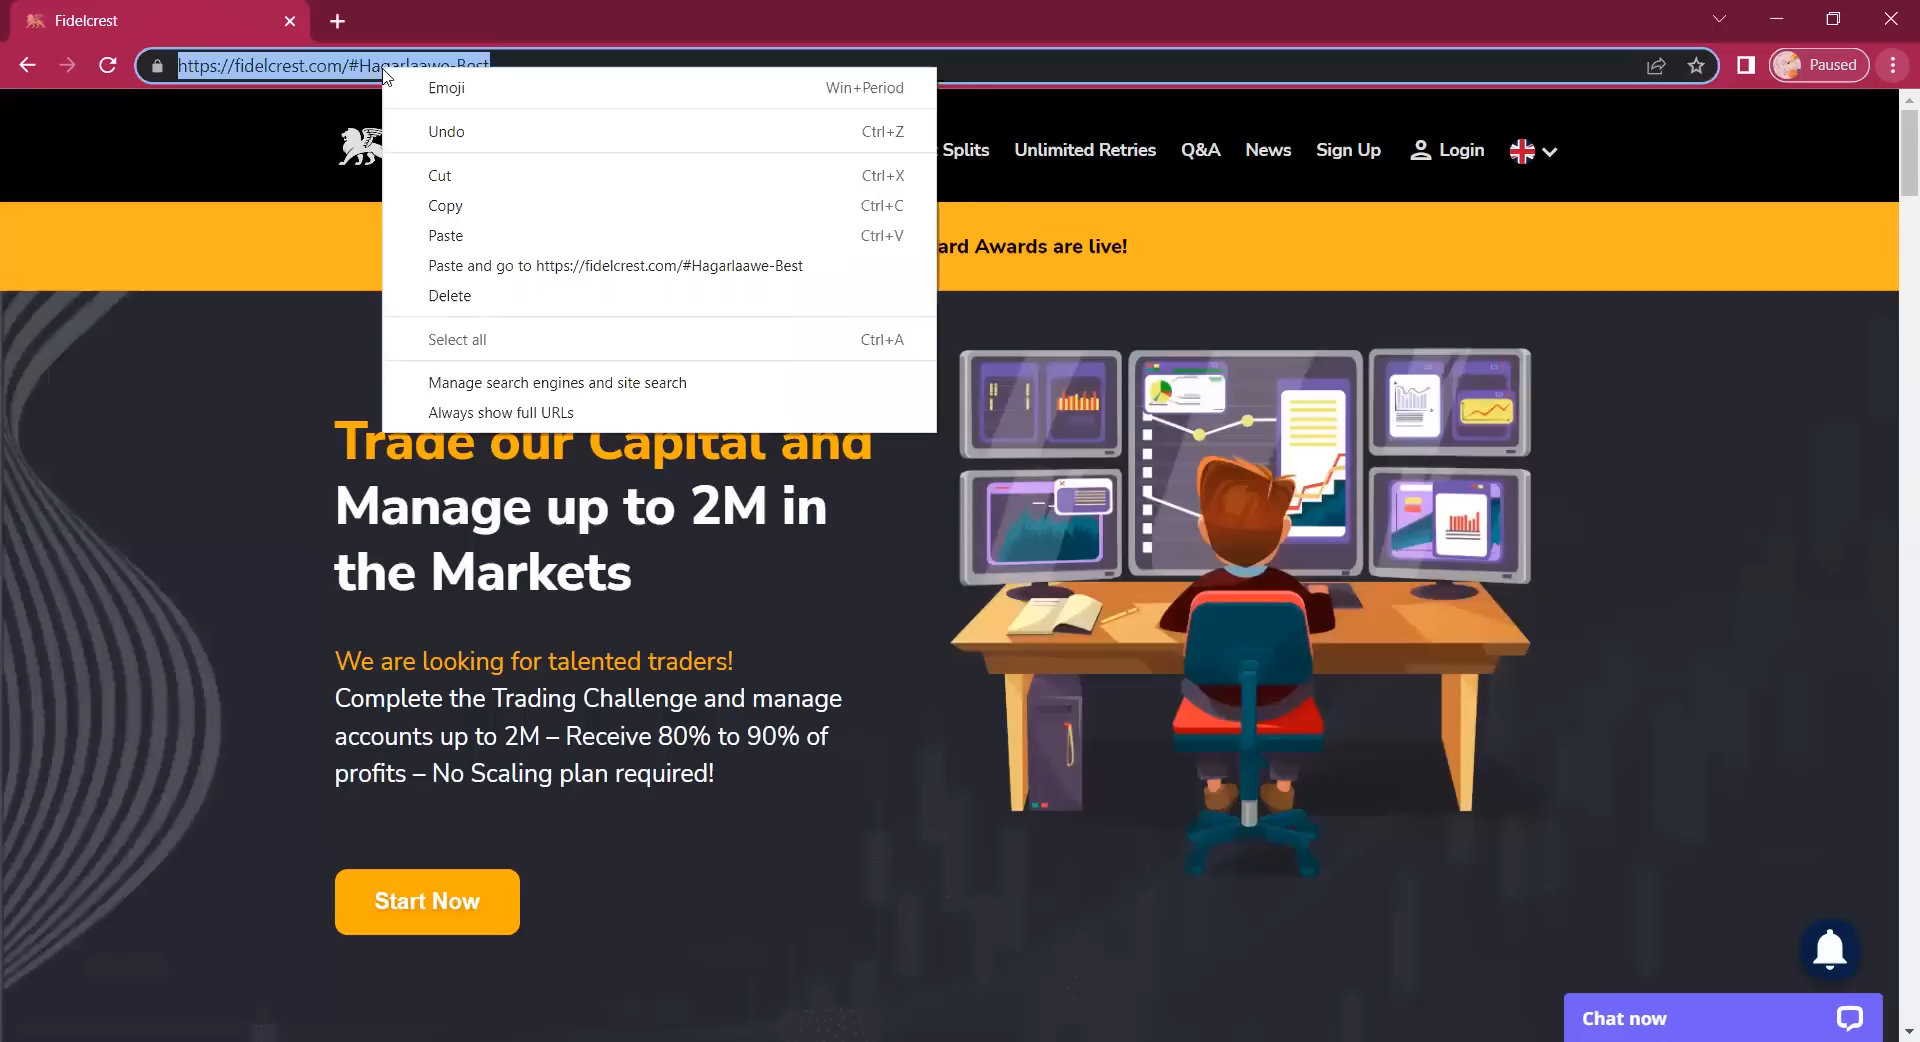 Fidelcrest
https://fidelcrest.com/#Hagarlaawe-Best
Paused
Emoji Win+Period
Undo Ctrl+Z
Cut Ctrl+X
Copy Ctrl+C
Paste Ctrl+V
Paste and go to https://fidelcrest.com/#Hagarlaawe-Best
Delete
Select all Ctrl+A
Manage search engines and site search
Always show full URLs
Splits Unlimited Retries Q&A News Sign Up Login
Awards are live!
Trade our Capital and
Manage up to 2M in
the Markets
We are looking for talented traders!
Complete the Trading Challenge and manage
accounts up to 2M – Receive 80% to 90% of
profits – No Scaling plan required!
Start Now
Chat now